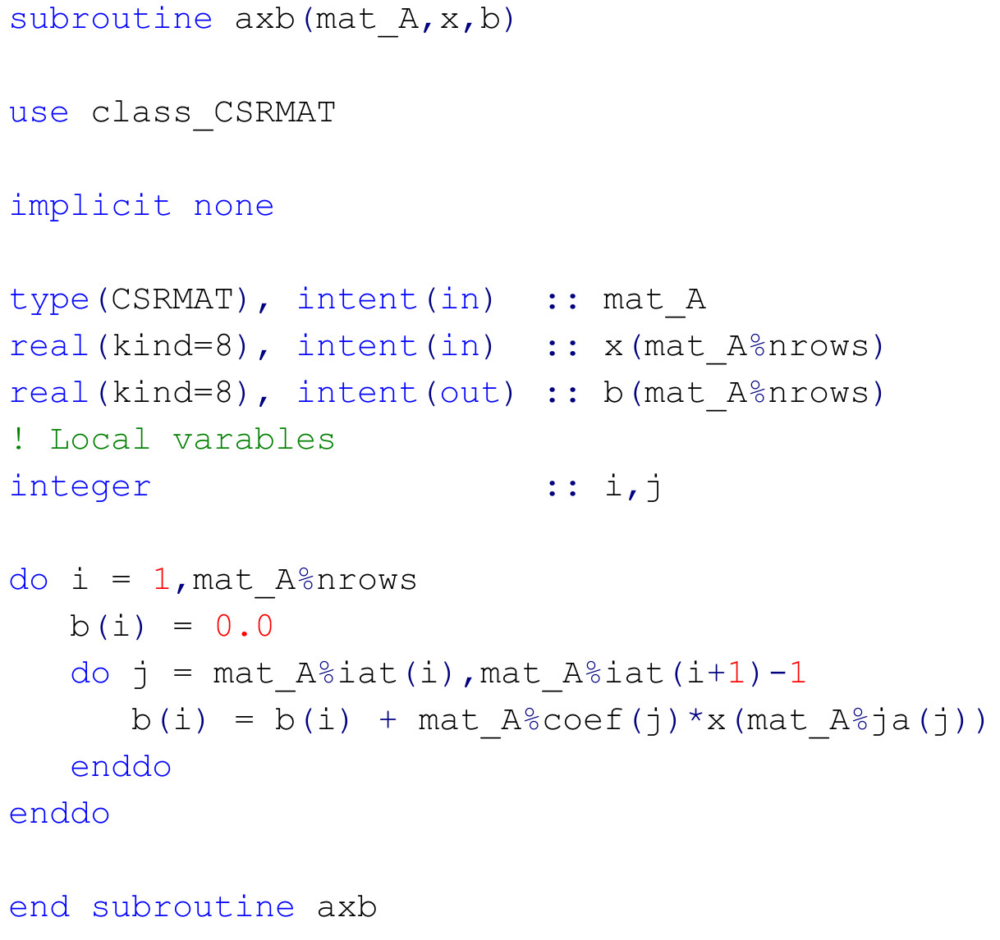 subroutine axb(mat_A,x,b)
use class_CSRMAT
implicit none
type(CSRMAT), intent(in)  :: mat_A
real(kind=8), intent(in)  :: x(mat_A%nrows)
real(kind=8), intent(out) :: b(mat_A%nrows)
! Local varables
integer                   :: i,j
do i = 1,mat_A%nrows
   b(i) = 0.0
   do j = mat_A%iat(i),mat_A%iat(i+1)-1
      b(i) = b(i) + mat_A%coef(j)*x(mat_A%ja(j))
   enddo
enddo
end subroutine axb